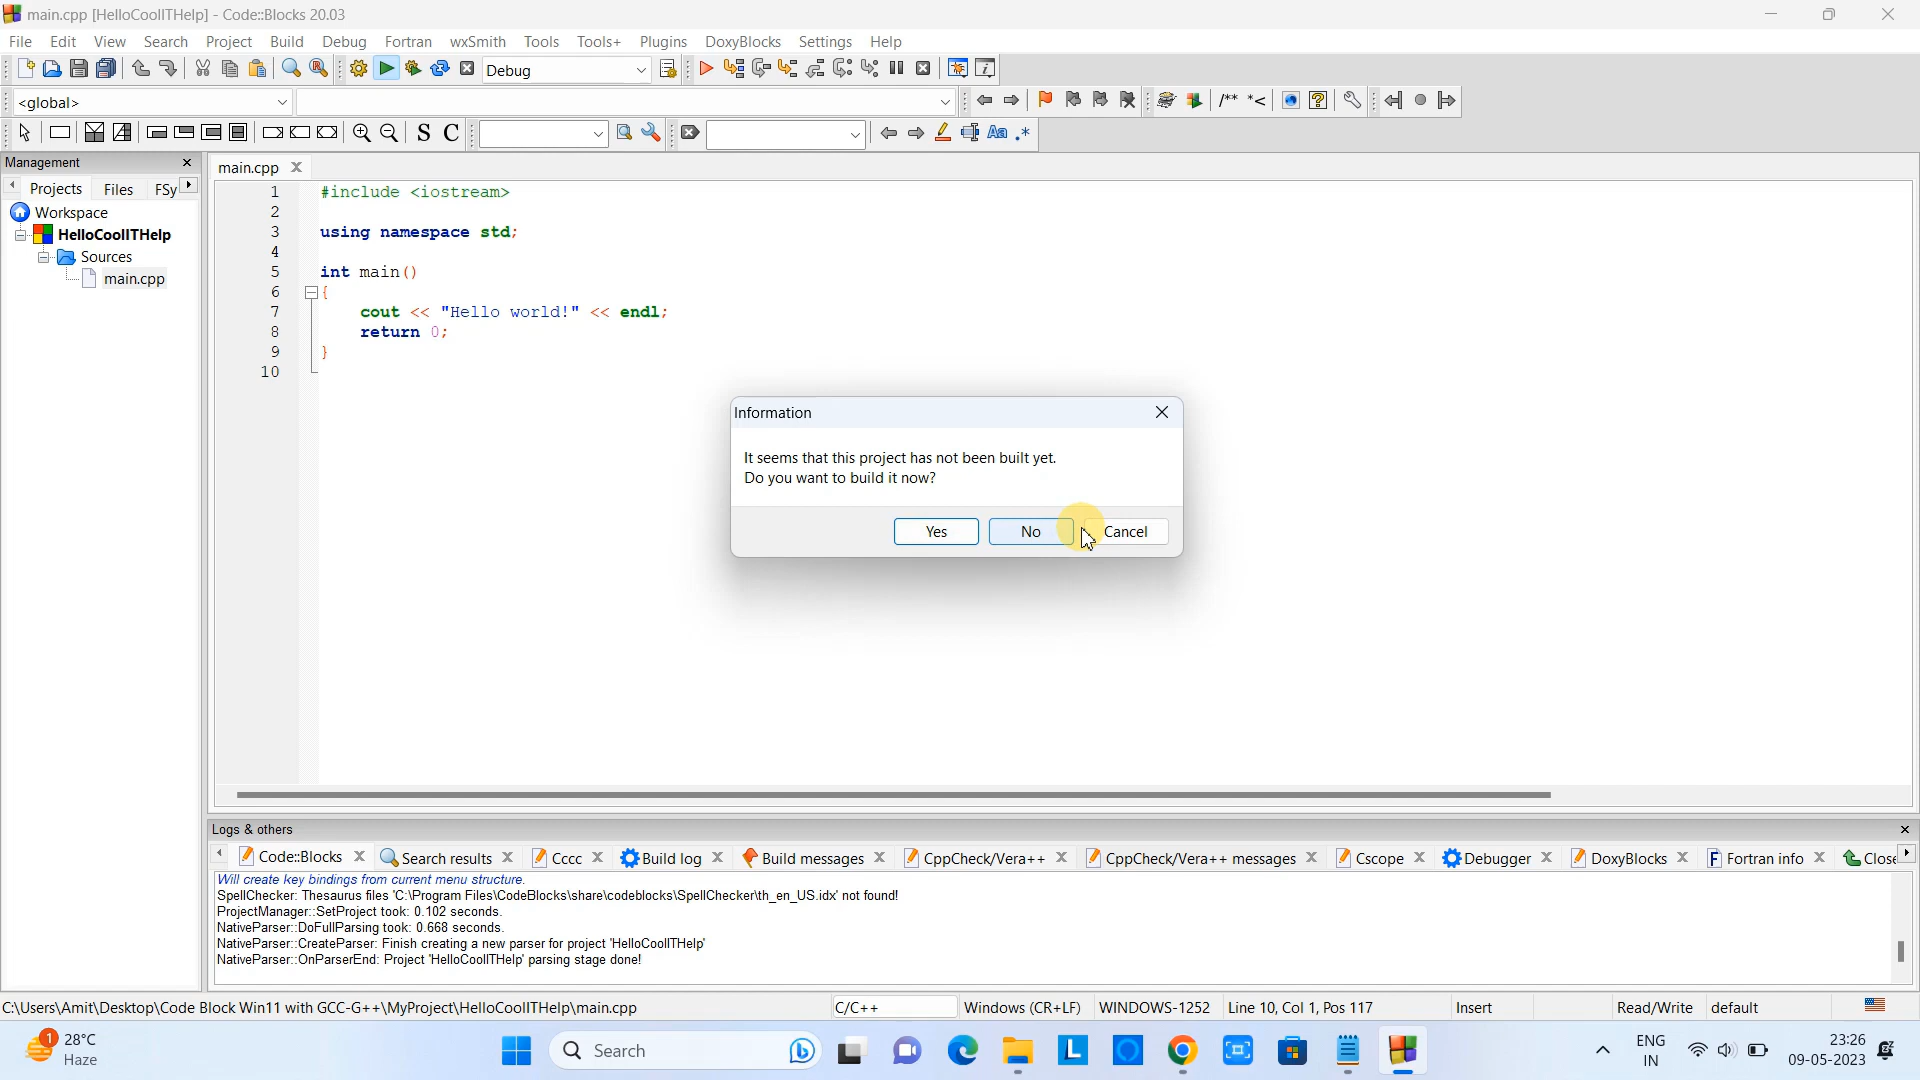 main.cpp [HelloCoolITHelp] - Code::Blocks 20.03
File Edit View Search Project Build Debug Fortran wxSmith Tools Tools+ Plugins DoxyBlocks Settings Help
Debug
<global>
/** *<
S C
Aa .*
Management
Projects Files FSy
main.cpp
Workspace
HelloCoolITHelp
Sources
main.cpp
1 #include <iostream>
2
3 using namespace std;
4
5 int main()
6 {
7 cout << "Hello world!" << endl;
8 return 0;
9 }
10
Information
It seems that this project has not been built yet.
Do you want to build it now?
Yes No Cancel
Logs & others
Code::Blocks Search results Cccc Build log Build messages CppCheck/Vera++ CppCheck/Vera++ messages Cscope Debugger DoxyBlocks Fortran info Close
Will create key bindings from current menu structure.
SpellChecker: Thesaurus files 'C:\Program Files\CodeBlocks\share\codeblocks\SpellChecker\th_en_US.idx' not found!
ProjectManager::SetProject took: 0.102 seconds.
NativeParser::DoFullParsing took: 0.668 seconds.
NativeParser::CreateParser: Finish creating a new parser for project 'HelloCoolITHelp'
NativeParser::OnParserEnd: Project 'HelloCoolITHelp' parsing stage done!
C:\Users\Amit\Desktop\Code Block Win11 with GCC-G++\MyProject\HelloCoolITHelp\main.cpp C/C++ Windows (CR+LF) WINDOWS-1252 Line 10, Col 1, Pos 117 Insert Read/Write default
1 28°C
Haze
Search
ENG
IN
23:26
09-05-2023